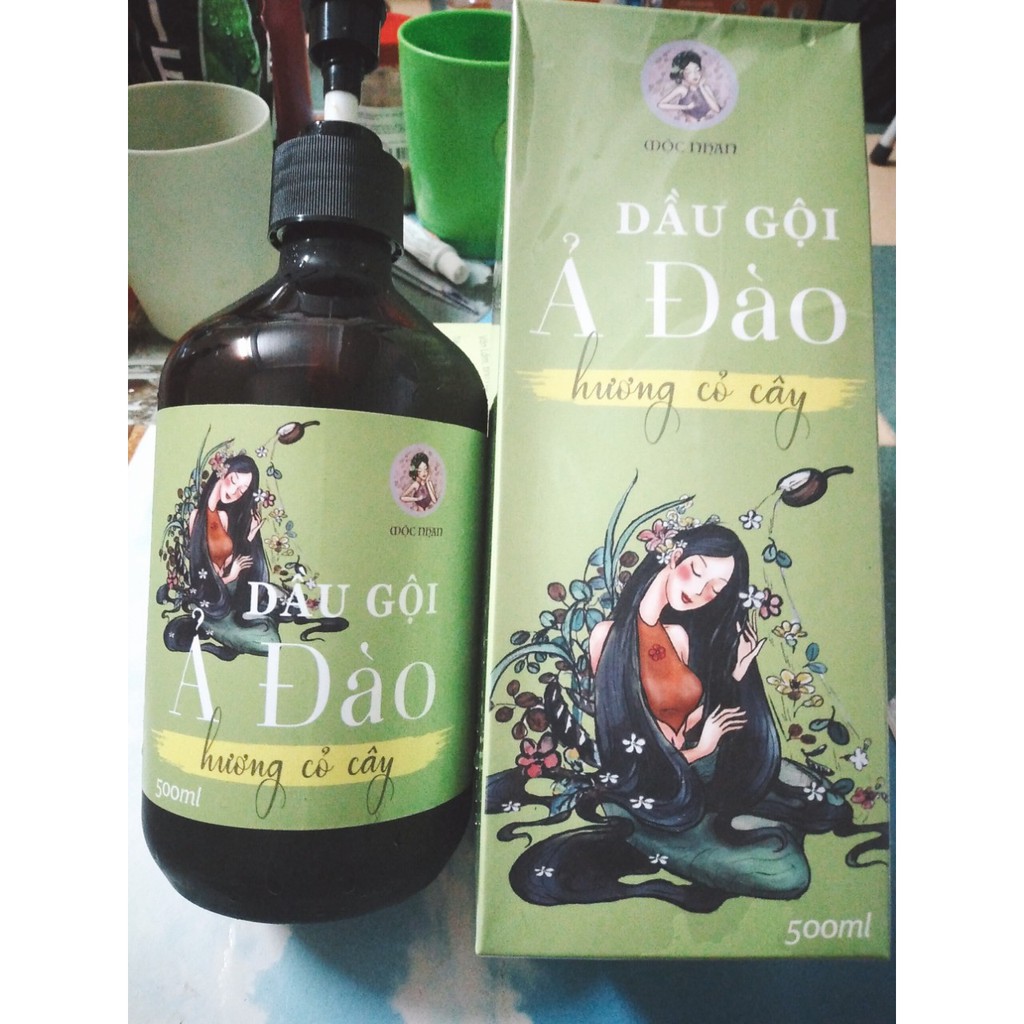 MỘC NHAN
DẦU GỘI
Ả Đào
hương cỏ cây
500ml
MỘC NHAN
DẦU GỘI
Ả Đào
hương cỏ cây
500ml